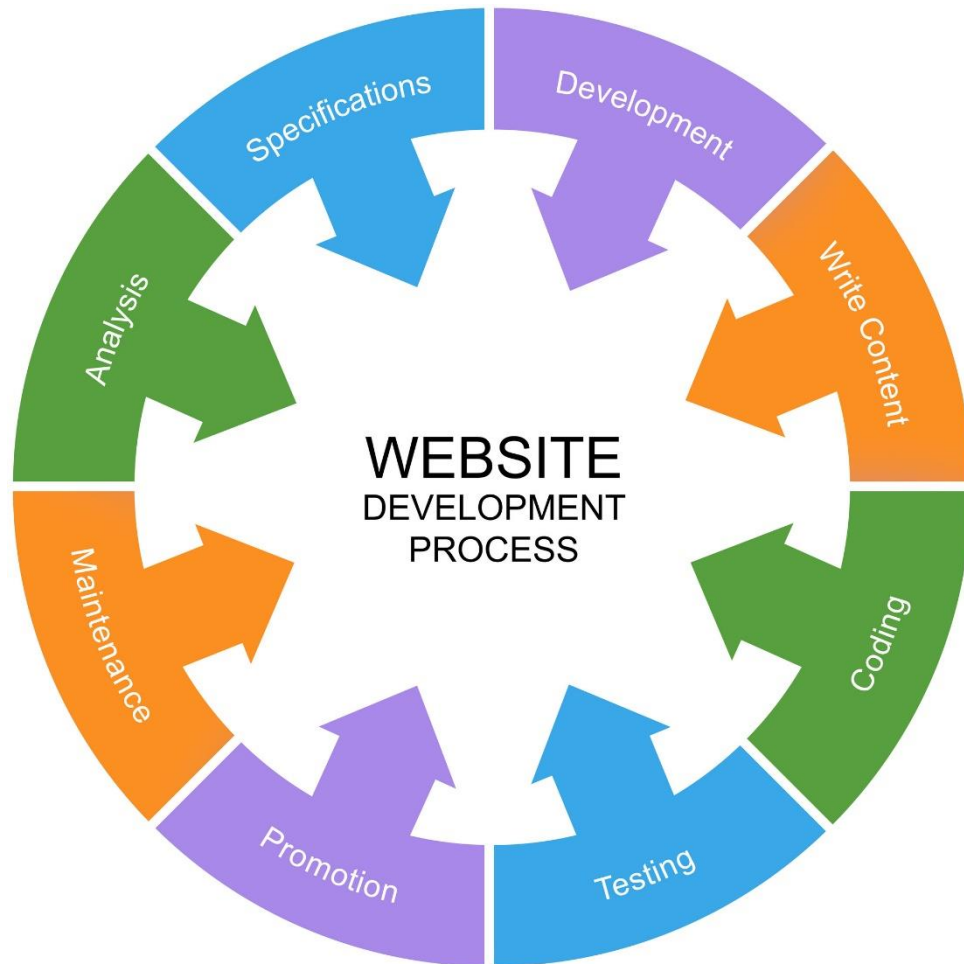 Specifications
Development
Analysis
Write Content
WEBSITE
DEVELOPMENT
PROCESS
Maintenance
Coding
Promotion
Testing